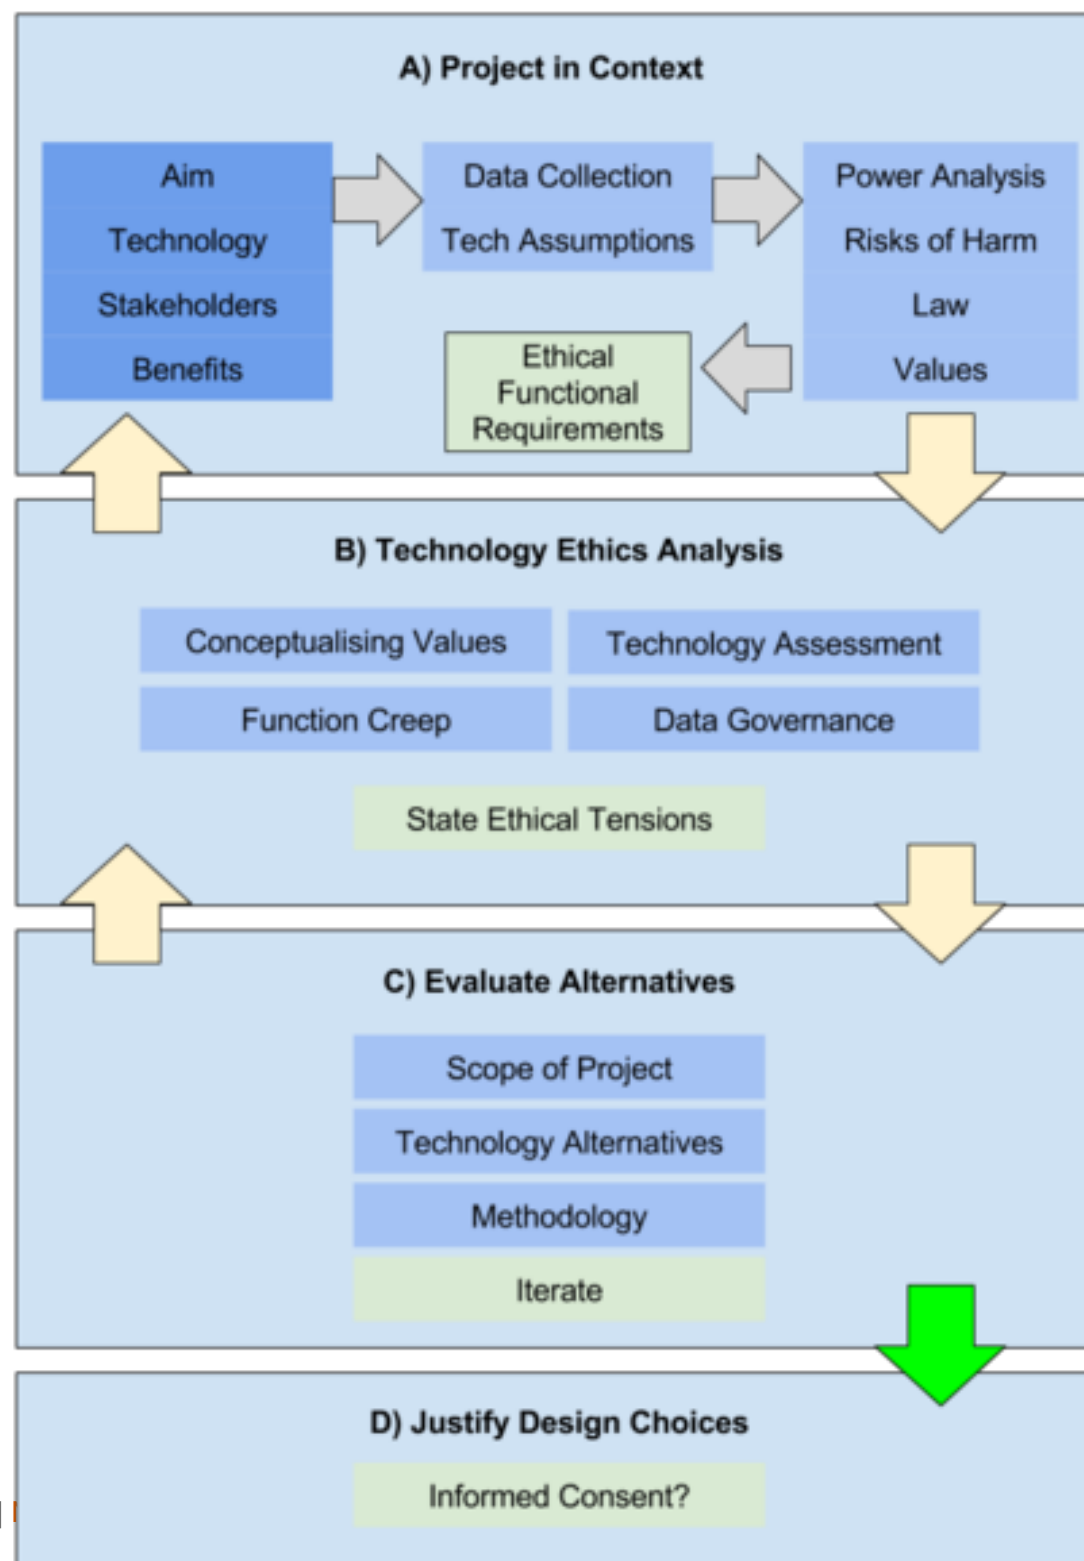 A) Project in Context
Aim
Technology
Stakeholders
Benefits
Data Collection
Tech Assumptions
Power Analysis
Risks of Harm
Law
Values
Ethical
Functional
Requirements
B) Technology Ethics Analysis
Conceptualising Values
Technology Assessment
Function Creep
Data Governance
State Ethical Tensions
C) Evaluate Alternatives
Scope of Project
Technology Alternatives
Methodology
Iterate
D) Justify Design Choices
Informed Consent?